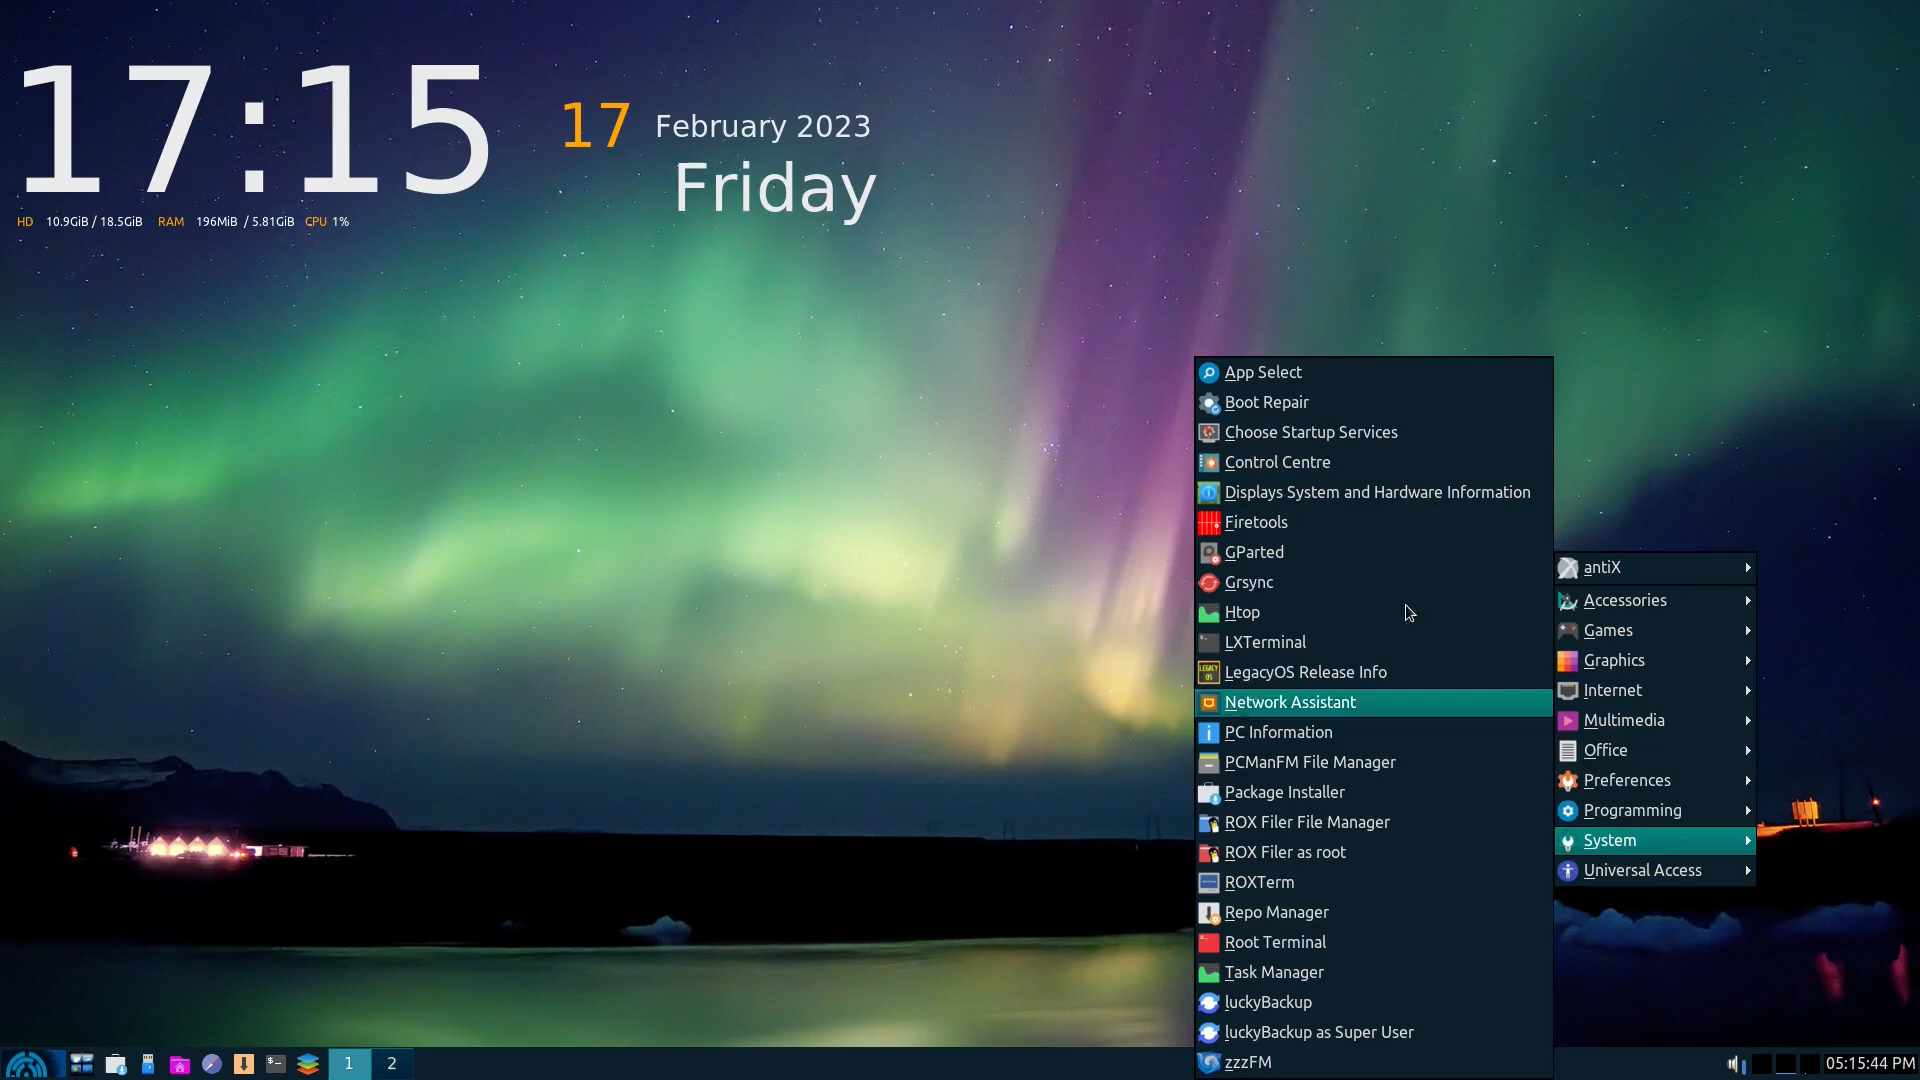 17:15
17 February 2023
Friday
HD 10.9GiB / 18.5GiB RAM 196MiB / 5.81GiB CPU 1%
App Select
Boot Repair
Choose Startup Services
Control Centre
Displays System and Hardware Information
Firetools
GParted
Grsync
Htop
LXTerminal
LEGACY
OS
LegacyOS Release Info
Network Assistant
PC Information
PCManFM File Manager
Package Installer
ROX Filer File Manager
ROX Filer as root
ROXTerm
Repo Manager
Root Terminal
Task Manager
luckyBackup
luckyBackup as Super User
zzzFM
antiX
Accessories
Games
Graphics
Internet
Multimedia
Office
Preferences
Programming
System
Universal Access
1 2
05:15:44 PM